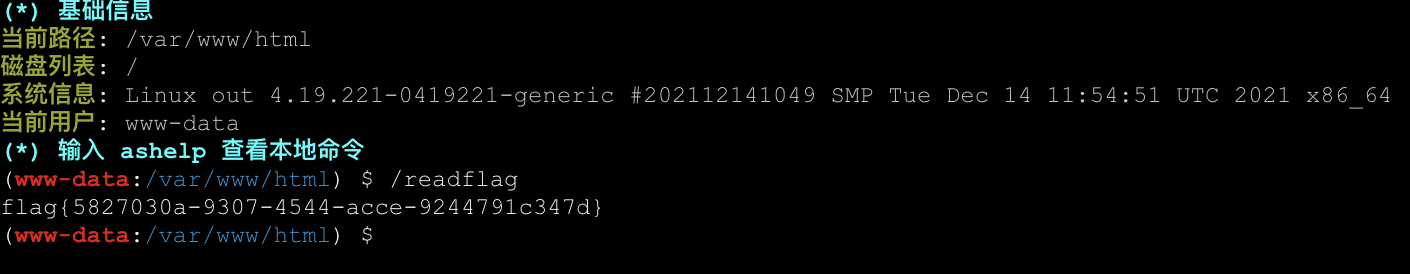 (*) 基础信息
当前路径: /var/www/html
磁盘列表: /
系统信息: Linux out 4.19.221-0419221-generic #202112141049 SMP Tue Dec 14 11:54:51 UTC 2021 x86_64
当前用户: www-data
(*) 输入 ashelp 查看本地命令
(www-data:/var/www/html) $ /readflag
flag{5827030a-9307-4544-acce-9244791c347d}
(www-data:/var/www/html) $